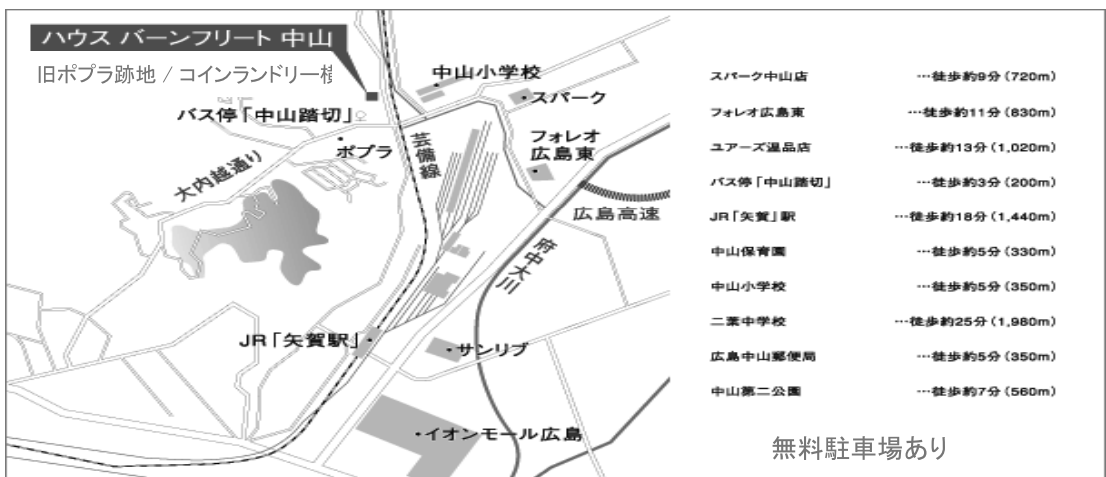 ハウス バーンフリート 中山
旧ポプラ跡地 / コインランドリー横
中山小学校
スパーク
バス停「中山踏切」
ポプラ
芸備線
フォレオ
広島東
大内越通り
広島高速
府中大川
JR「矢賀駅」
サンリブ
イオンモール広島
スパーク中山店 …徒歩約9分(720m)
フォレオ広島東 …徒歩約11分(830m)
ユアーズ温品店 …徒歩約13分(1,020m)
バス停「中山踏切」 …徒歩約3分(200m)
JR「矢賀」駅 …徒歩約18分(1,440m)
中山保育園 …徒歩約5分(330m)
中山小学校 …徒歩約5分(350m)
二葉中学校 …徒歩約25分(1,980m)
広島中山郵便局 …徒歩約5分(350m)
中山第二公園 …徒歩約7分(560m)
無料駐車場あり